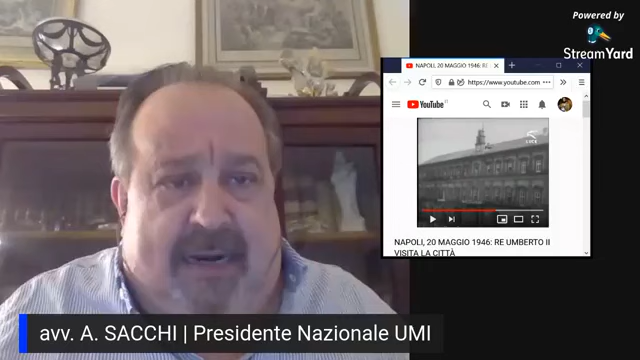 Powered by
StreamYard
NAPOLI, 20 MAGGIO 1946: RE
https://www.youtube.com
YouTube
IT
NAPOLI, 20 MAGGIO 1946: RE UMBERTO II
VISITA LA CITTÀ
avv. A. SACCHI | Presidente Nazionale UMI